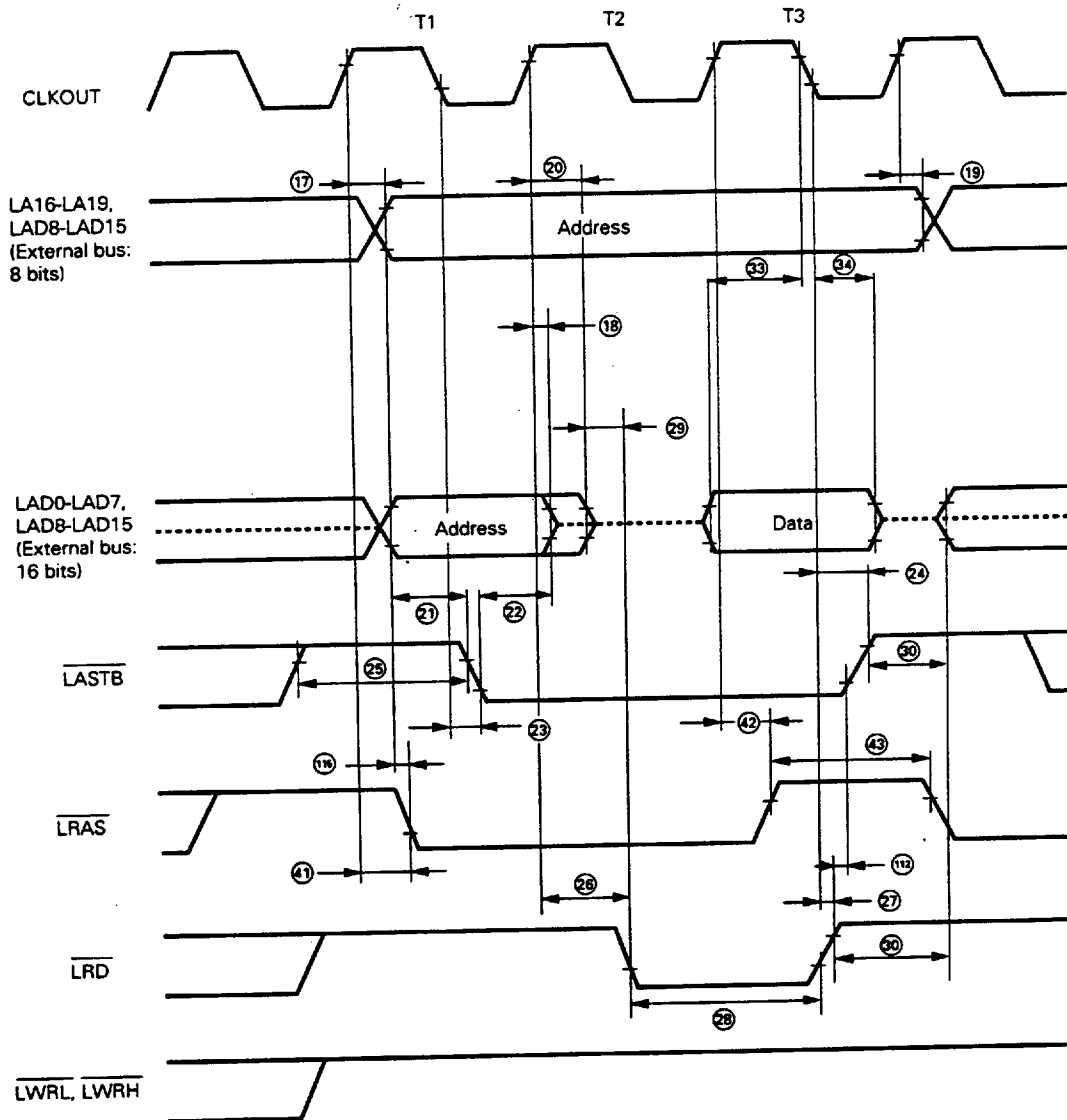 T1 T2 T3
CLKOUT
17 20 19
LA16-LA19,
LAD8-LAD15
(External bus:
8 bits)
Address
33 34
18
29
LAD0-LAD7,
LAD8-LAD15
(External bus:
16 bits)
Address Data
24
21 22
LASTB
25 30
23 42
116 43
LRAS
41 112
26 27
LRD
30
28
LWRL, LWRH